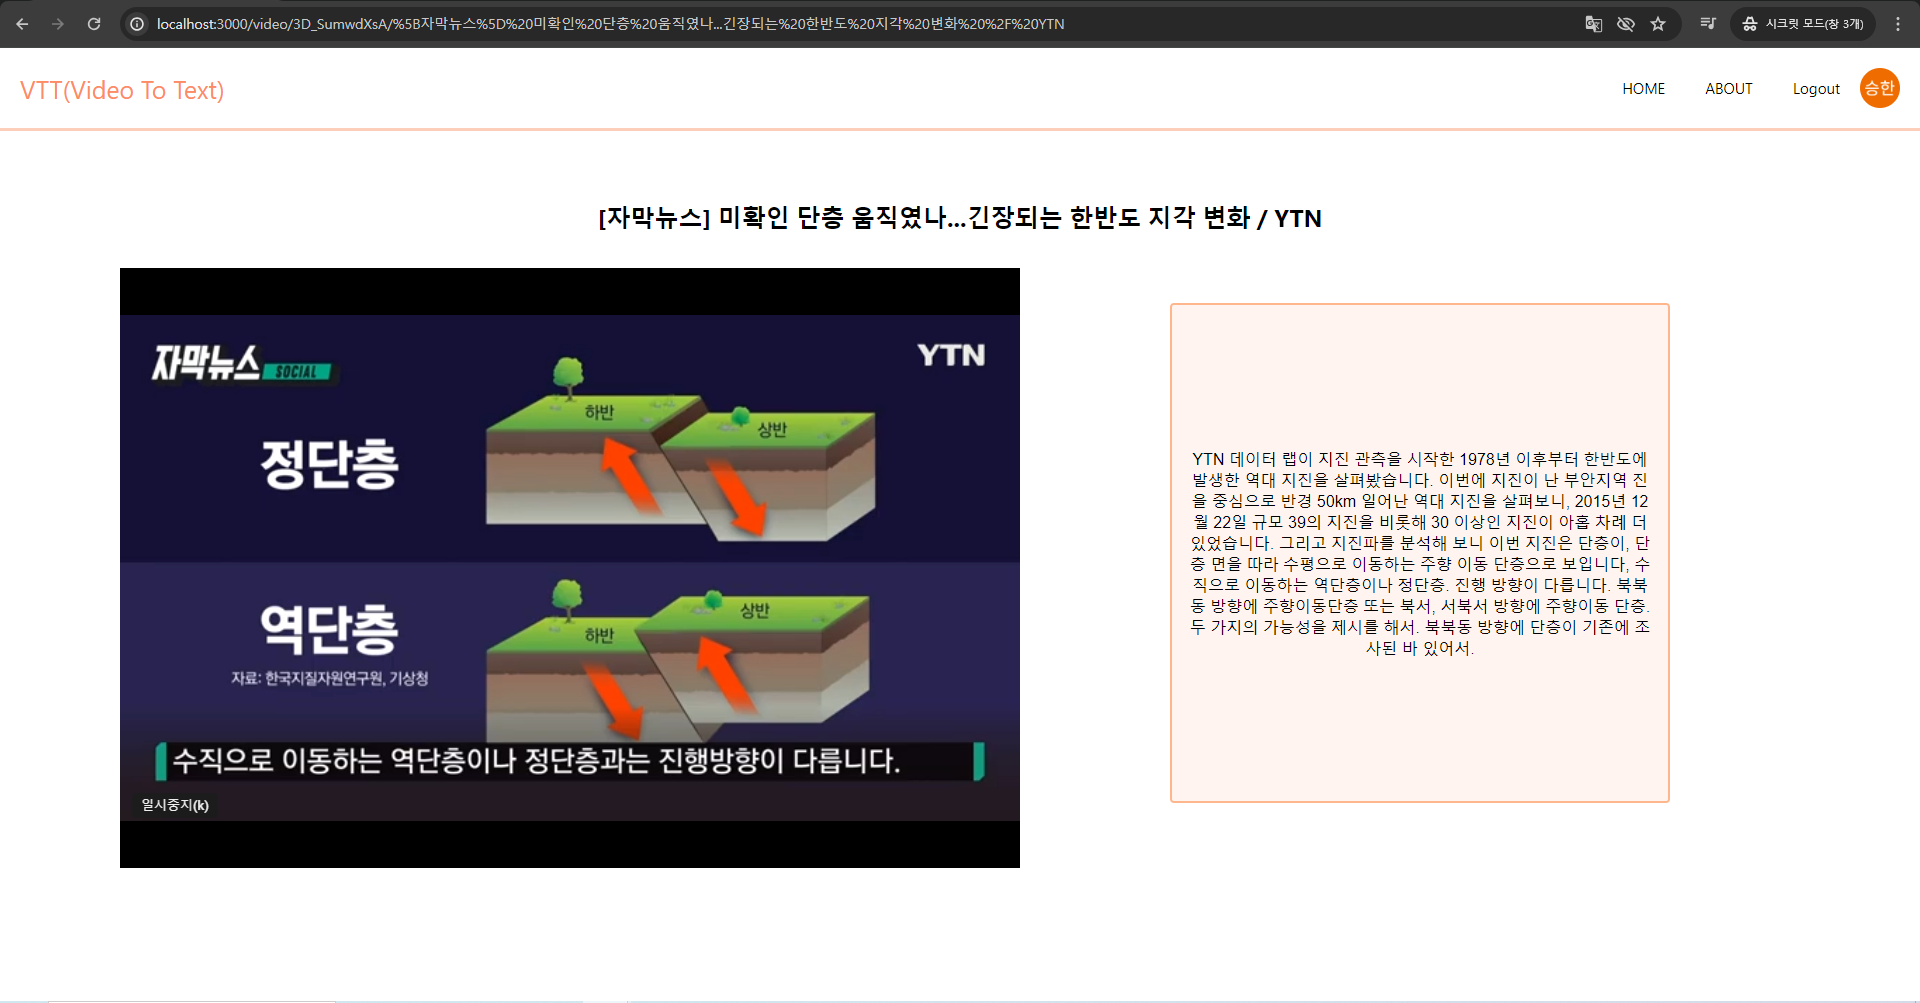 localhost:3000/video/3D_SumwdXsA/%5B자막뉴스%5D%20미확인%20단층%20움직였나...긴장되는%20한반도%20지각%20변화%20%2F%20YTN
시크릿 모드(창 3개)
VTT(Video To Text)
HOME
ABOUT
Logout
승한
[자막뉴스] 미확인 단층 움직였나...긴장되는 한반도 지각 변화 / YTN
자막뉴스 SOCIAL
YTN
정단층
하반
상반
역단층
하반
상반
자료: 한국지질자원연구원, 기상청
수직으로 이동하는 역단층이나 정단층과는 진행방향이 다릅니다.
일시중지(k)
YTN 데이터 랩이 지진 관측을 시작한 1978년 이후부터 한반도에
발생한 역대 지진을 살펴봤습니다. 이번에 지진이 난 부안지역 진
을 중심으로 반경 50km 일어난 역대 지진을 살펴보니, 2015년 12
월 22일 규모 39의 지진을 비롯해 30 이상인 지진이 아홉 차례 더
있었습니다. 그리고 지진파를 분석해 보니 이번 지진은 단층이, 단
층 면을 따라 수평으로 이동하는 주향 이동 단층으로 보입니다, 수
직으로 이동하는 역단층이나 정단층. 진행 방향이 다릅니다. 북북
동 방향에 주향이동단층 또는 북서, 서북서 방향에 주향이동 단층.
두 가지의 가능성을 제시를 해서. 북북동 방향에 단층이 기존에 조
사된 바 있어서.